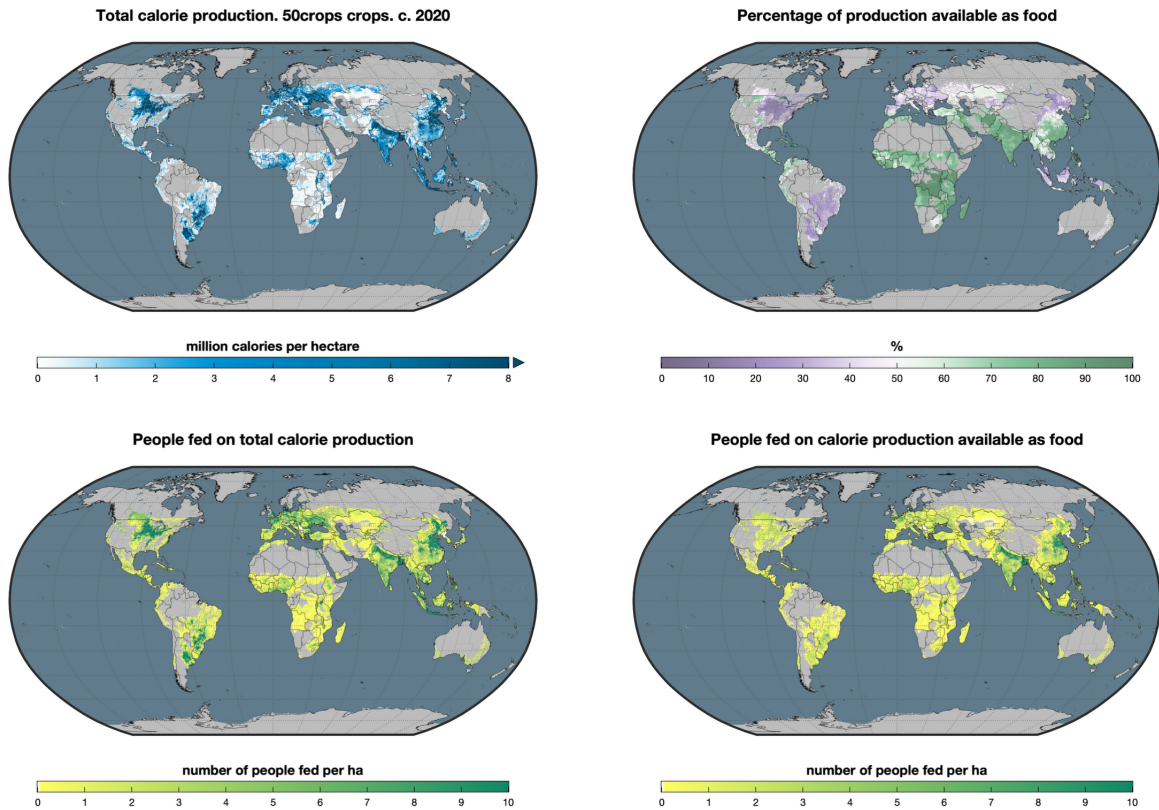 Total calorie production. 50crops crops. c. 2020
Percentage of production available as food
million calories per hectare
0 1 2 3 4 5 6 7 8
%
0 10 20 30 40 50 60 70 80 90 100
People fed on total calorie production
People fed on calorie production available as food
number of people fed per ha
0 1 2 3 4 5 6 7 8 9 10
number of people fed per ha
0 1 2 3 4 5 6 7 8 9 10